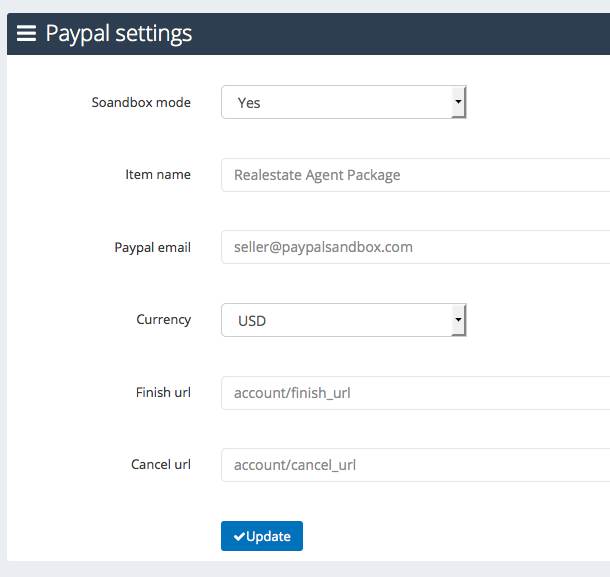 Paypal settings
Soandbox mode Yes
Item name Realestate Agent Package
Paypal email seller@paypalsandbox.com
Currency USD
Finish url account/finish_url
Cancel url account/cancel_url
Update